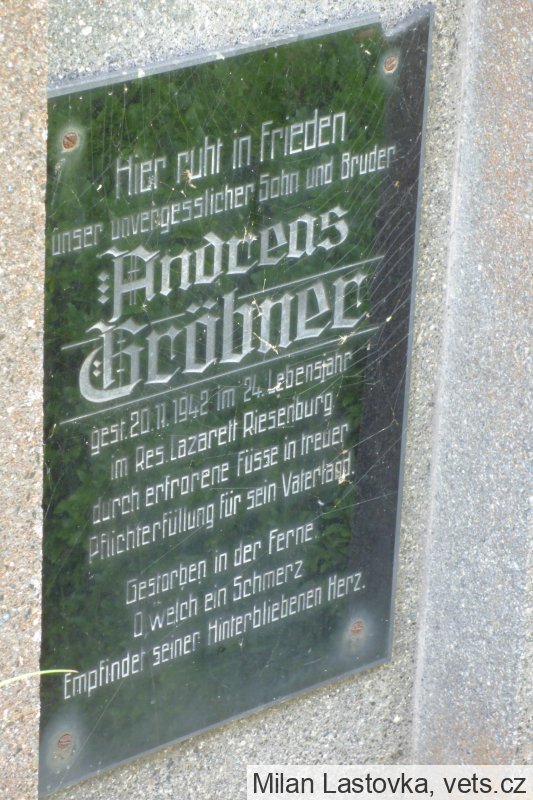 Hier ruht in Frieden
unser unvergesslicher Sohn und Bruder
Andreas
Gröbner
gest. 20.11.1942 im 24. Lebensjahr
im Res. Lazarett Riesenburg
durch erfrorene Füsse in treuer
Pflichterfüllung für sein Vaterland.
Gestorben in der Ferne.
O, welch ein Schmerz
Empfindet seiner Hinterbliebenen Herz.
Milan Lastovka, vets.cz